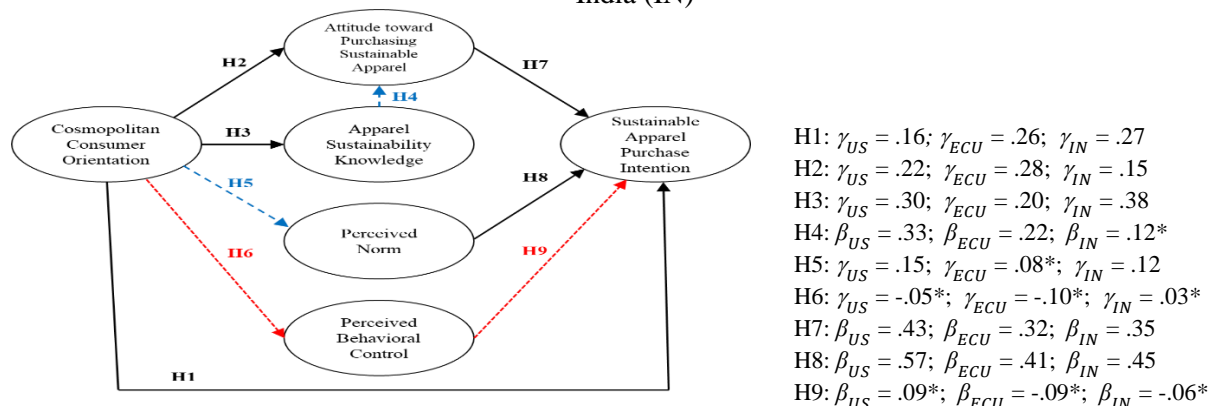 India (IN)
Attitude toward
Purchasing
Sustainable
Apparel
H2
H7
H4
Cosmopolitan
Consumer
Orientation
H3
Apparel
Sustainability
Knowledge
Sustainable
Apparel
Purchase
Intention
H5
H8
Perceived
Norm
H6
H9
Perceived
Behavioral
Control
H1
H1: γUS = .16; γECU = .26; γIN = .27
H2: γUS = .22; γECU = .28; γIN = .15
H3: γUS = .30; γECU = .20; γIN = .38
H4: βUS = .33; βECU = .22; βIN = .12*
H5: γUS = .15; γECU = .08*; γIN = .12
H6: γUS = -.05*; γECU = -.10*; γIN = .03*
H7: βUS = .43; βECU = .32; βIN = .35
H8: βUS = .57; βECU = .41; βIN = .45
H9: βUS = .09*; βECU = -.09*; βIN = -.06*